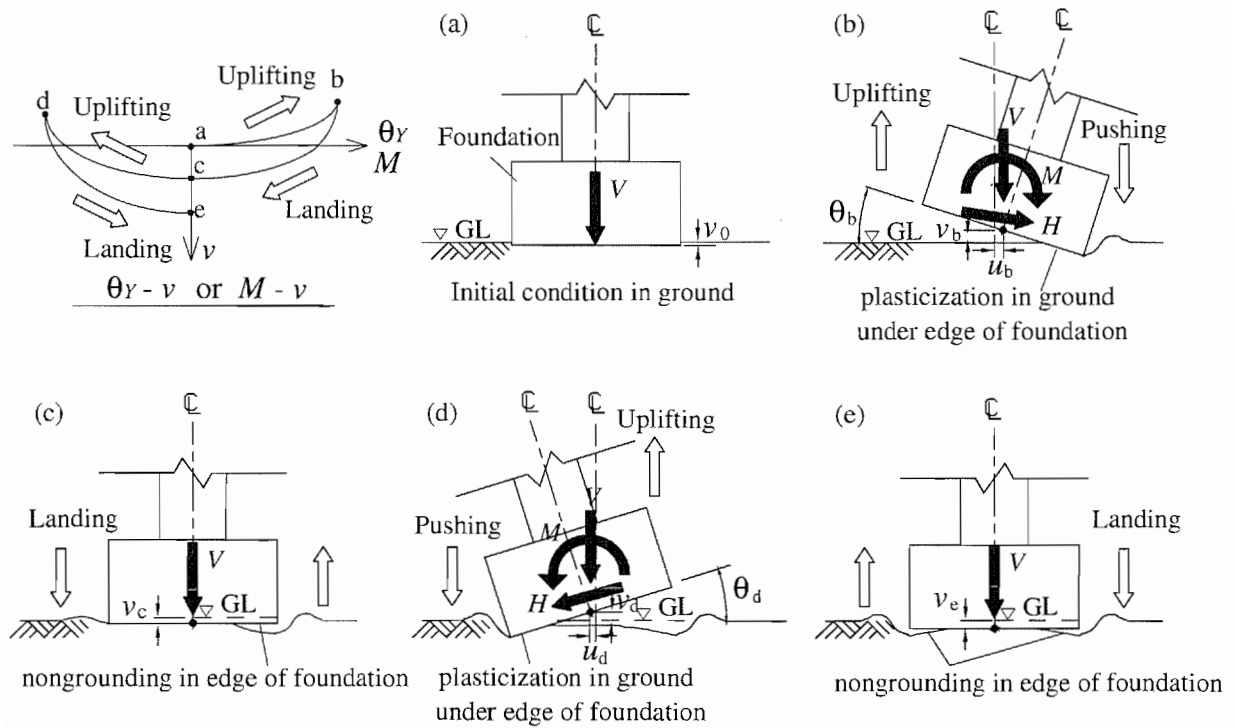 Uplifting
b
d
Uplifting
a
θY
M
c
e
Landing
Landing
v
θY - v or M - v
(a)
℄
Foundation
V
GL
v0
Initial condition in ground
(b)
℄
℄
Uplifting
V
Pushing
M
θb
H
GL
vb
ub
plasticization in ground
under edge of foundation
(c)
℄
Landing
V
vc
GL
nongrounding in edge of foundation
(d)
℄
℄
Uplifting
V
Pushing
M
H
vd
GL
θd
ud
plasticization in ground
under edge of foundation
(e)
℄
Landing
V
ve
GL
nongrounding in edge of foundation